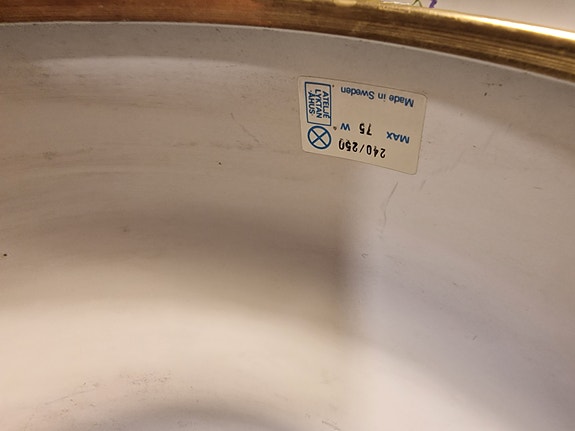 240/250
MAX 75 W
Made in Sweden
ATELJÉ
LYKTAN
ÅHUS